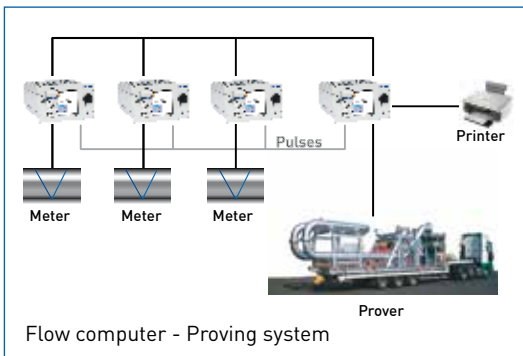 Pulses
Printer
Meter
Meter
Meter
Prover
Flow computer - Proving system